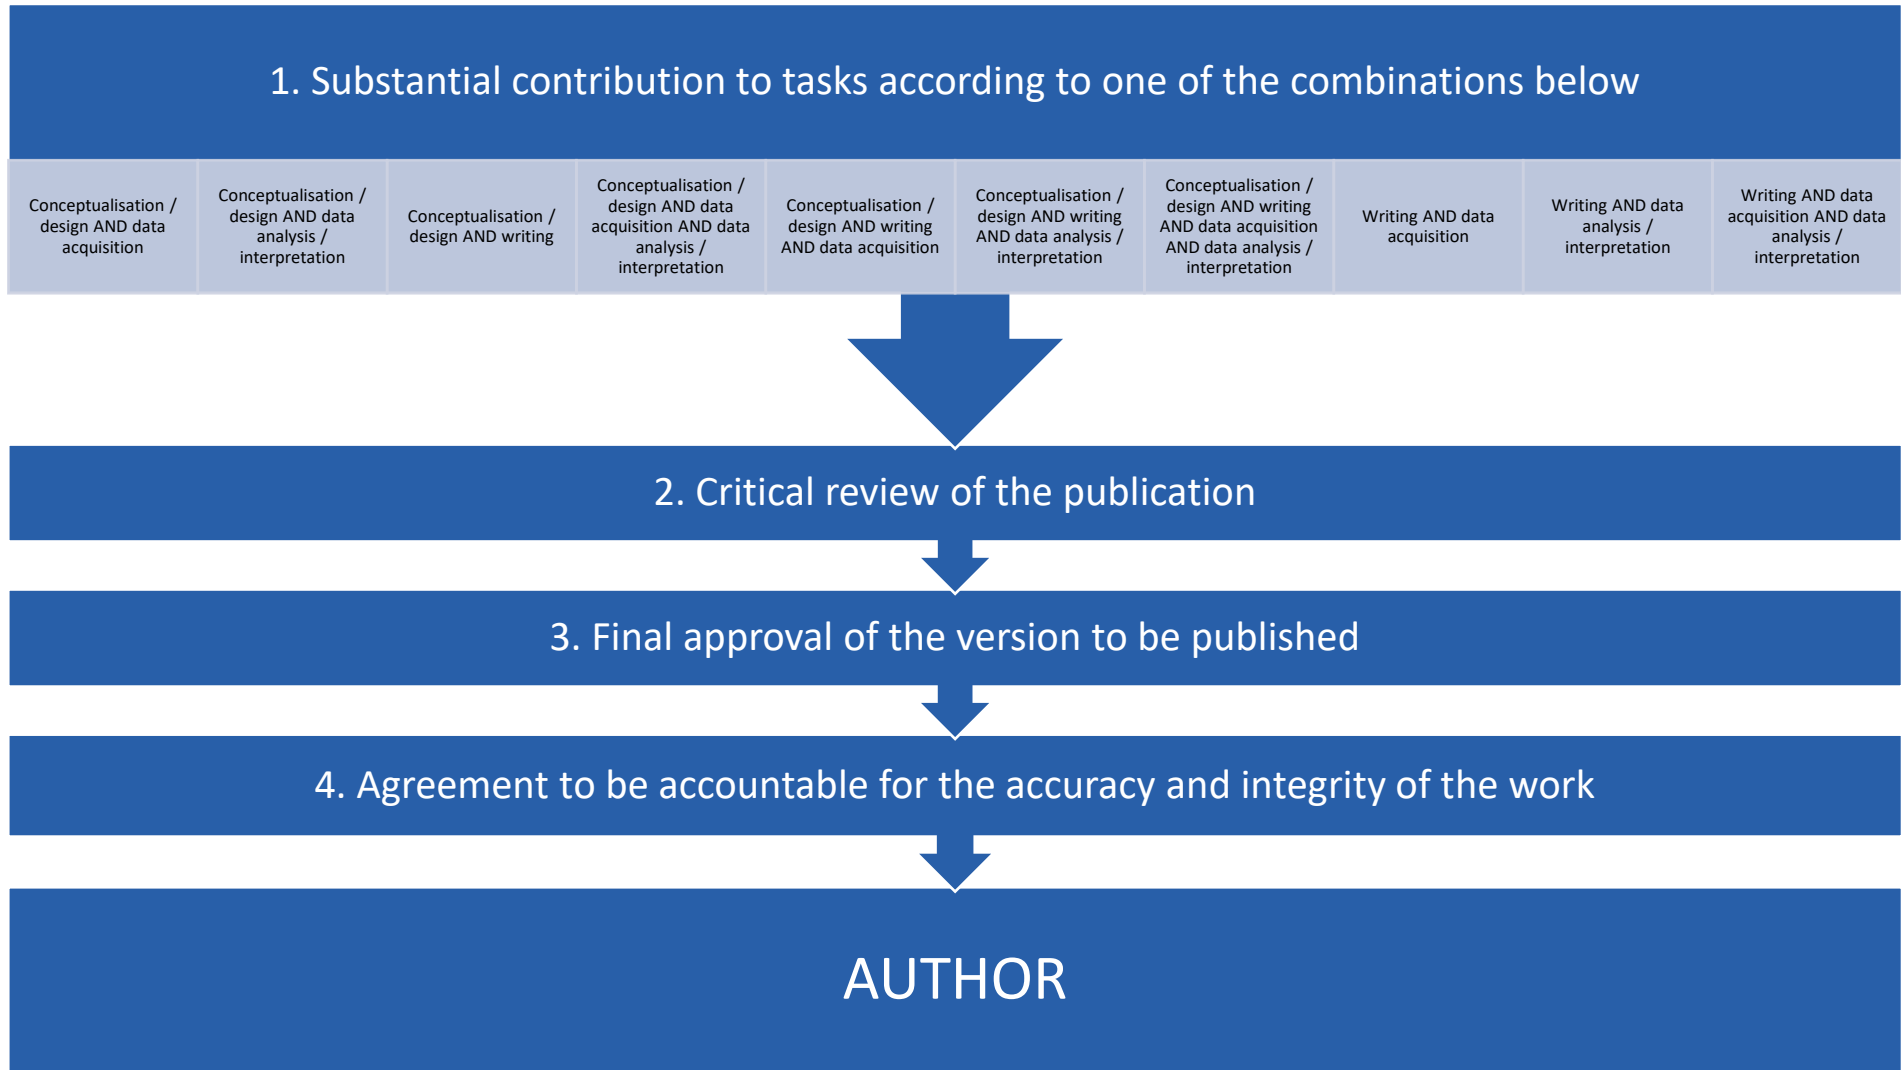 1. Substantial contribution to tasks according to one of the combinations below
Conceptualisation /
design AND data
acquisition
Conceptualisation /
design AND data
analysis /
interpretation
Conceptualisation /
design AND writing
Conceptualisation /
design AND data
acquisition AND data
analysis /
interpretation
Conceptualisation /
design AND writing
AND data acquisition
Conceptualisation /
design AND writing
AND data analysis /
interpretation
Conceptualisation /
design AND writing
AND data acquisition
AND data analysis /
interpretation
Writing AND data
acquisition
Writing AND data
analysis /
interpretation
Writing AND data
acquisition AND data
analysis /
interpretation
2. Critical review of the publication
3. Final approval of the version to be published
4. Agreement to be accountable for the accuracy and integrity of the work
AUTHOR